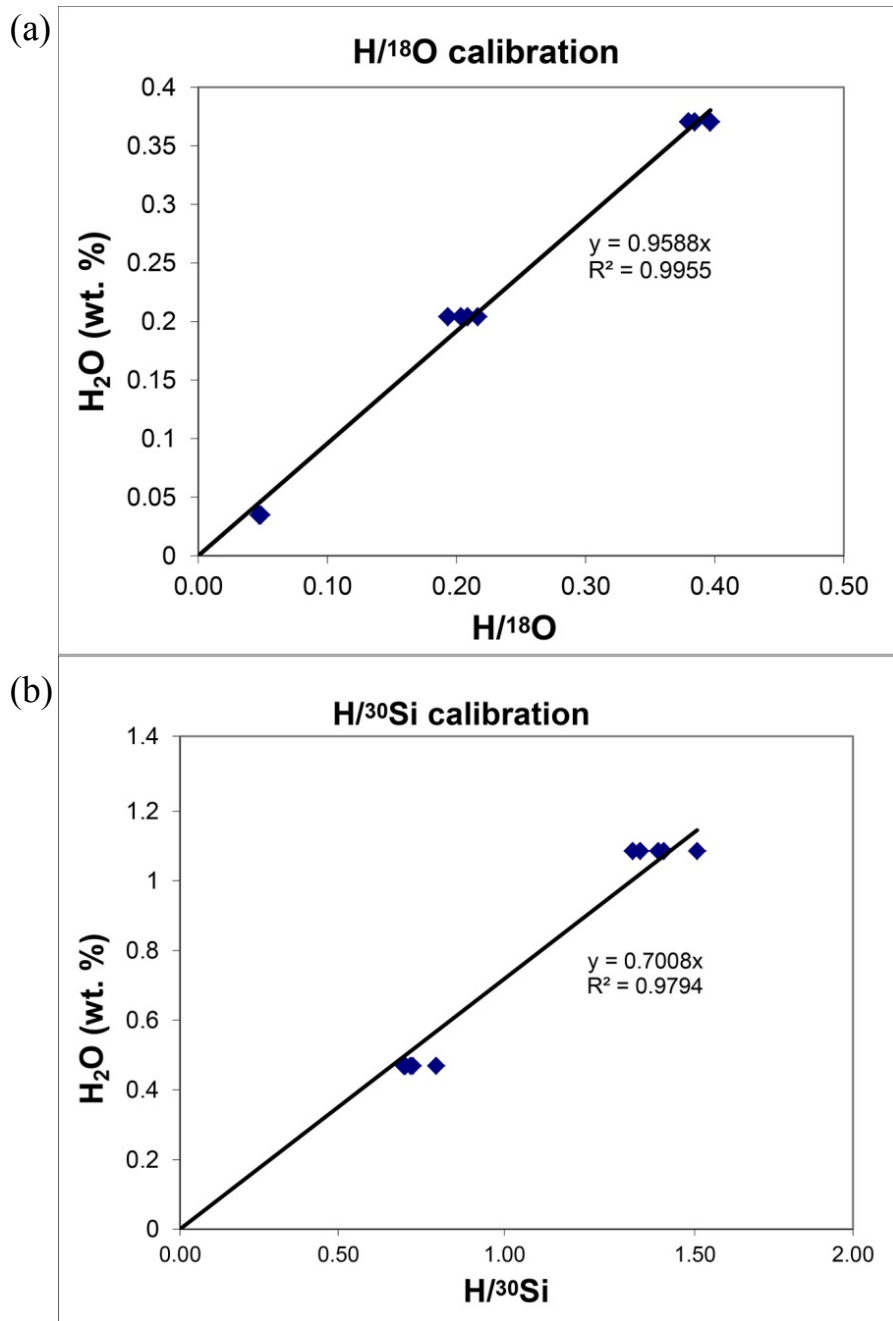 (a)
H/¹⁸O calibration
0.4
0.35
0.3
0.25
0.2
0.15
0.1
0.05
0
H₂O (wt. %)
y = 0.9588x
R² = 0.9955
0.00 0.10 0.20 0.30 0.40 0.50
H/¹⁸O
(b)
H/³⁰Si calibration
1.4
1.2
1
0.8
0.6
0.4
0.2
0
H₂O (wt. %)
y = 0.7008x
R² = 0.9794
0.00 0.50 1.00 1.50 2.00
H/³⁰Si